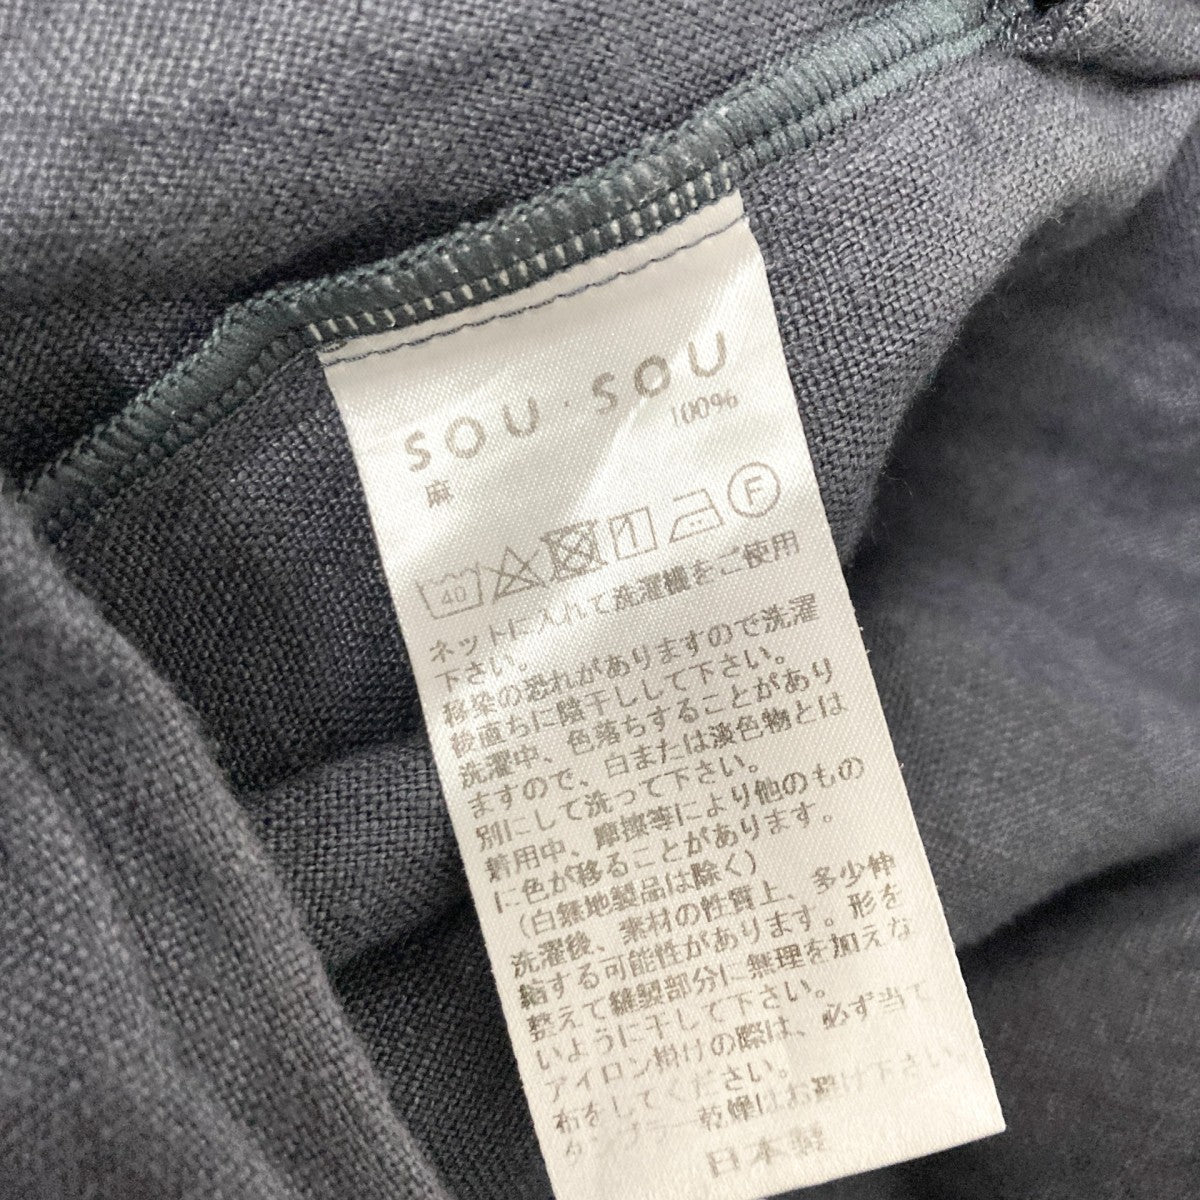 SOU・SOU
麻 100%
40 1 F
ネットに入れて洗濯機をご使用
下さい。
移染の恐れがありますので洗濯
後直ちに陰干しして下さい。
洗濯中、色落ちすることがあり
ますので、白または淡色物とは
別にして洗って下さい。
着用中、摩擦等により他のもの
に色が移ることがあります。
(白無地製品は除く)
洗濯後、素材の性質上、多少伸
縮する可能性があります。形を
整えて縫製部分に無理を加えな
いように干して下さい。
アイロン掛けの際は、必ず当て
布をしてください。
タンブラー乾燥はお避け下さい。
日本製